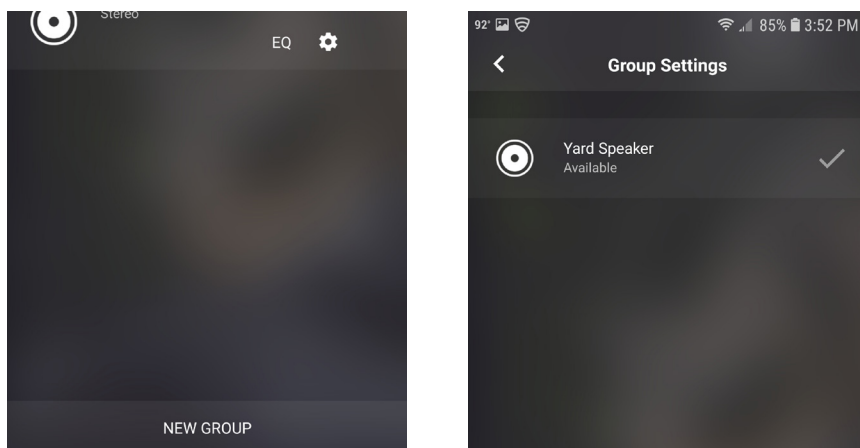 Stereo
EQ
NEW GROUP
92° 85% 3:52 PM
Group Settings
Yard Speaker
Available